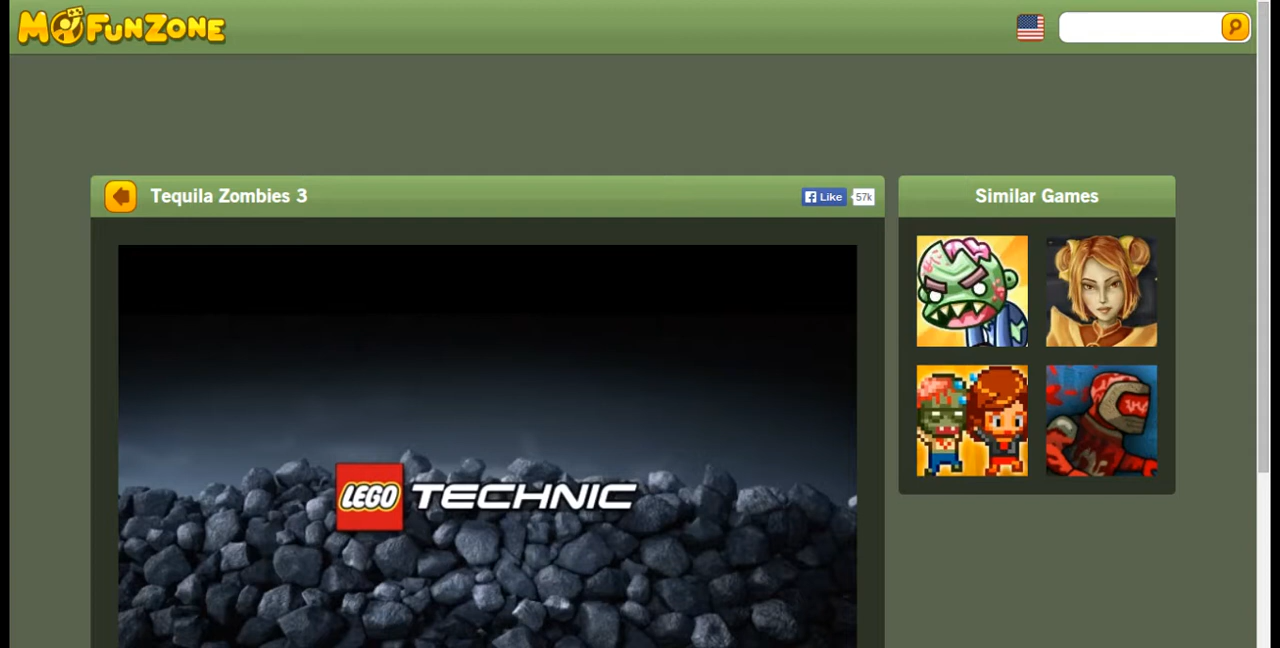 MOFUNZONE
Tequila Zombies 3
Like 57k
Similar Games
LEGO TECHNIC